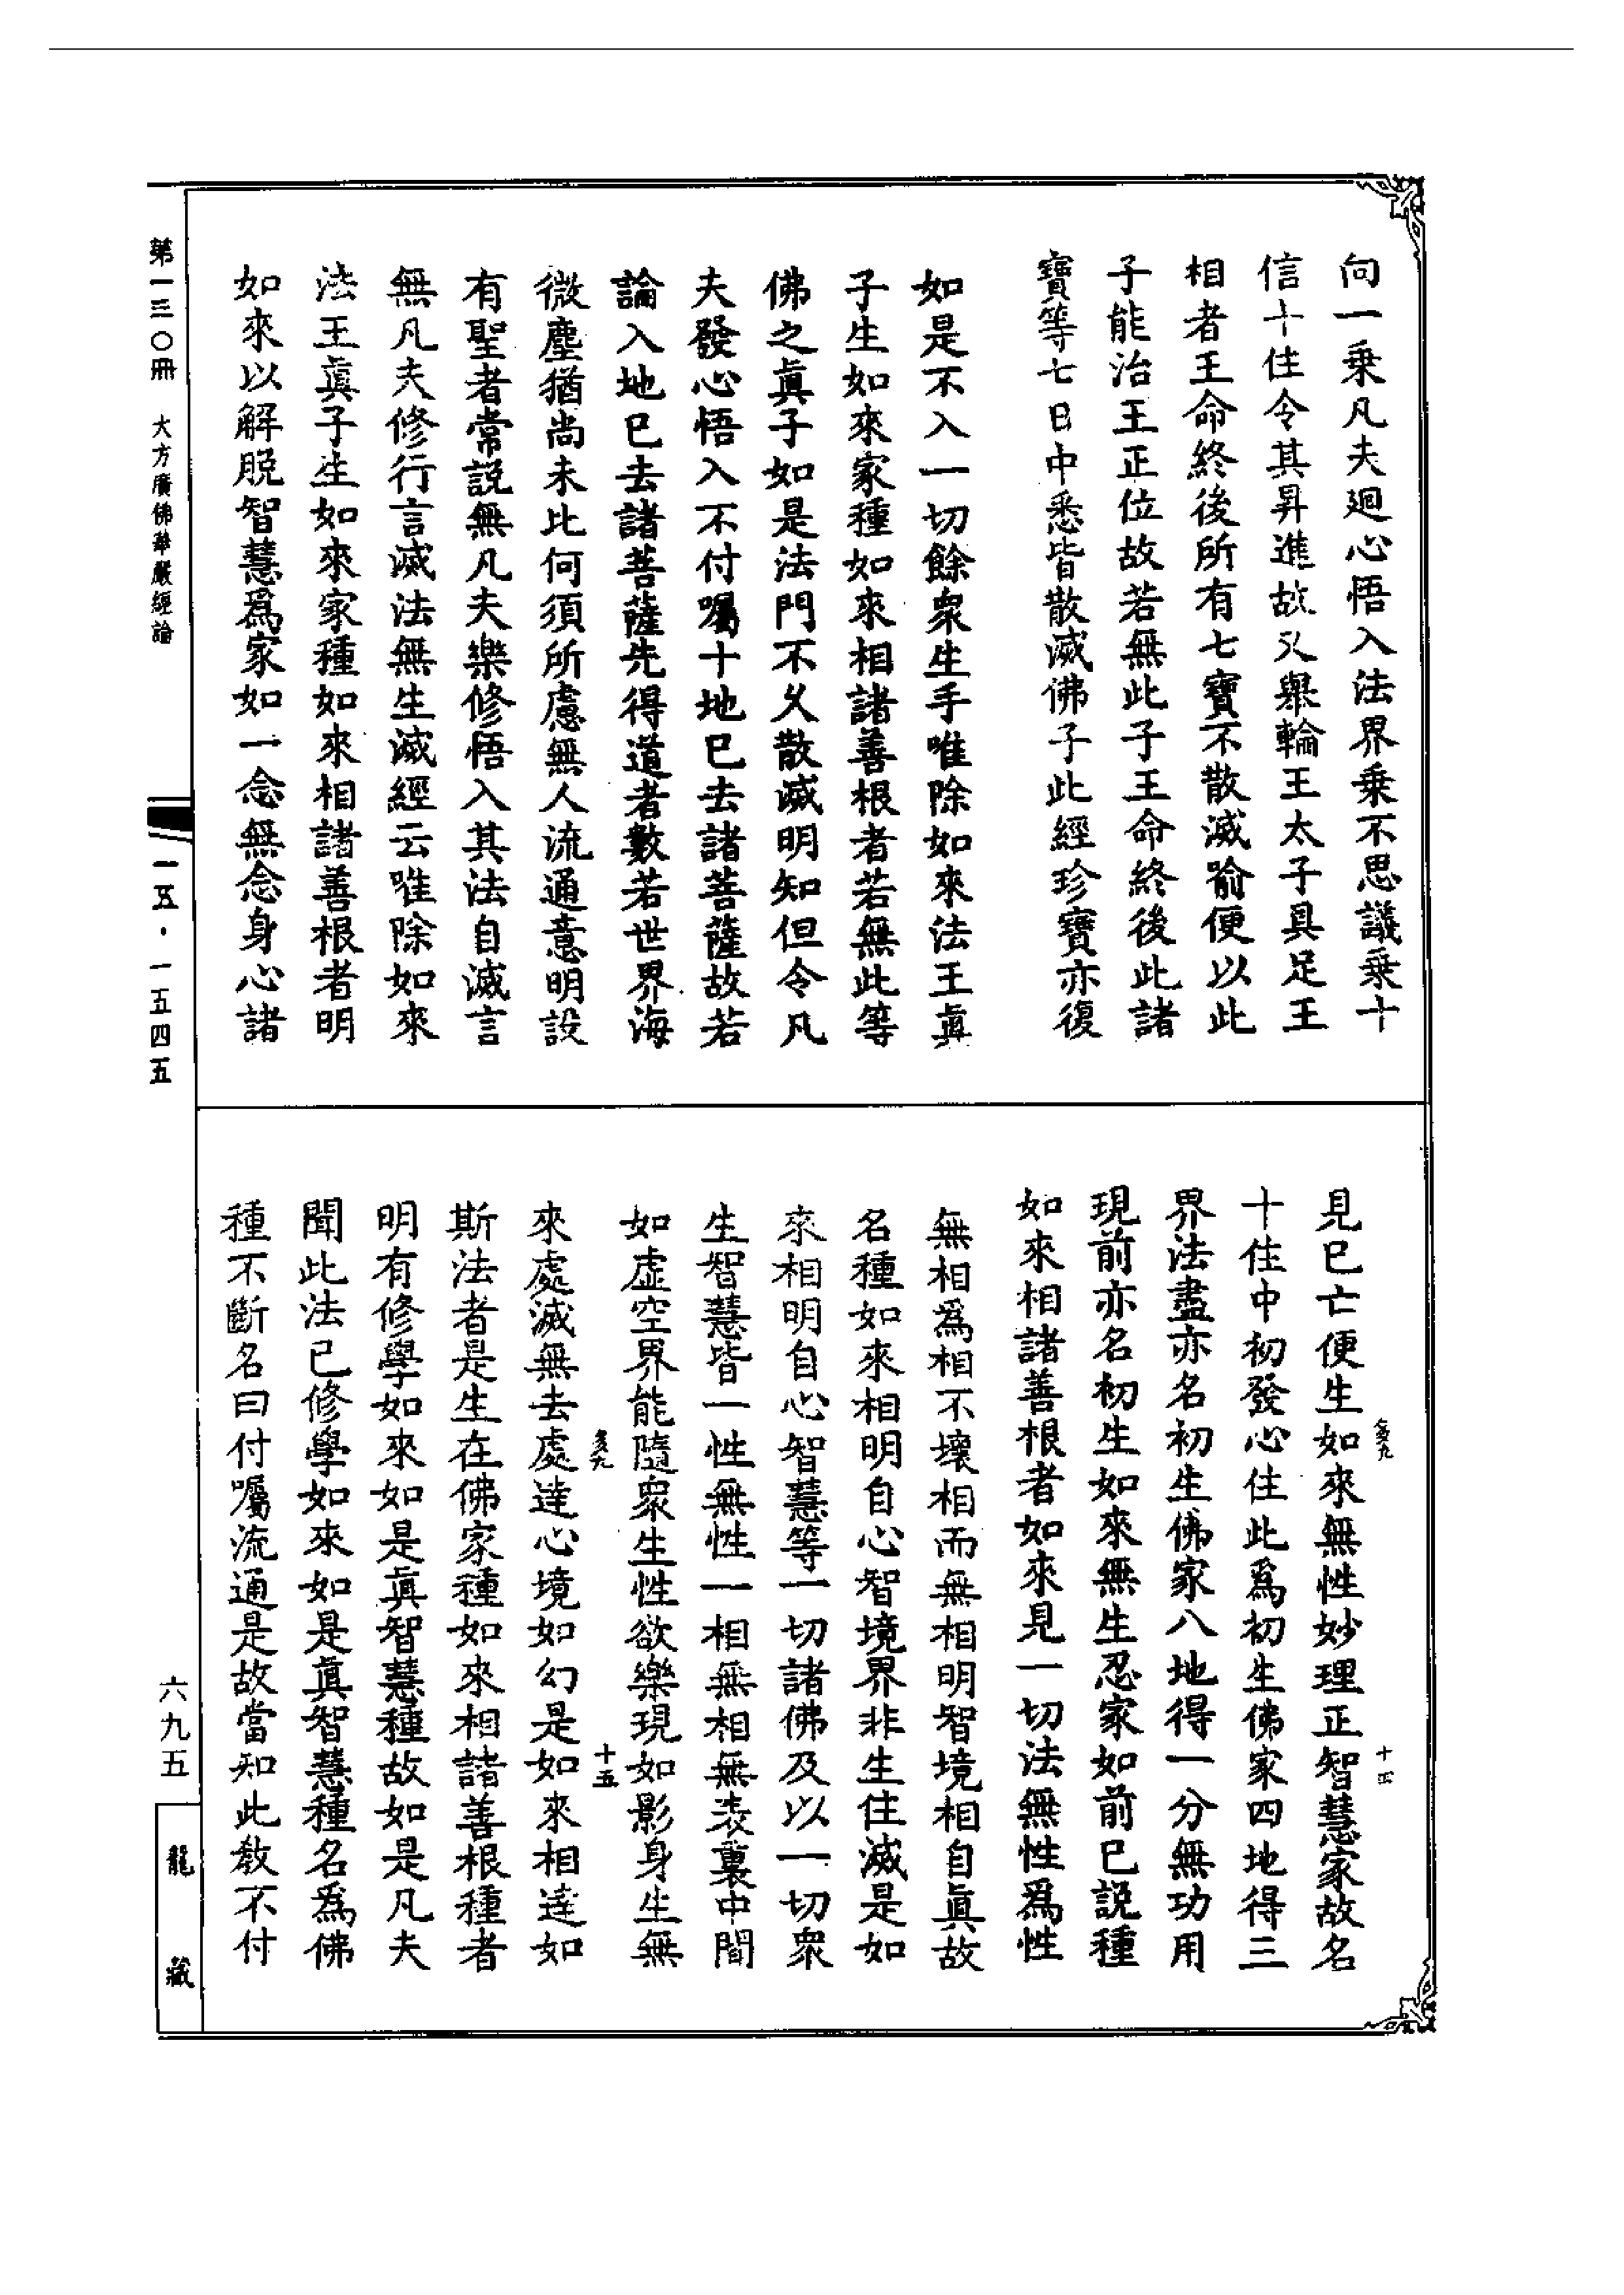 向一乗凡夫廻心悟入法界乗不思議乗十
信十住令其昇進故又舉輪王太子具足王
相者王命終後所有七寶不散滅喻便以此
子能治王正位故若無此子王命終後此諸
寶等七日中悉皆散滅佛子此經珍寶亦復
如是不入一切餘衆生手唯除如來法王眞
子生如來家種如來相諸善根者若無此等
佛之眞子如是法門不久散滅明知但令凡
夫發心悟入不付囑十地已去諸菩薩故若
論入地已去諸菩薩先得道者數若世界海
微塵猶尚未比何須所慮無人流通意明設
有聖者常説無凡夫樂修悟入其法自滅言
無凡夫修行言滅法無生滅經云唯除如來
法王眞子生如來家種如來相諸善根者明
如來以解脱智慧爲家如一念無念身心諸
見已亡便生如來無性妙理正智慧家故名
十住中初發心住此爲初生佛家四地得三
界法盡亦名初生佛家八地得一分無功用
現前亦名初生如來無生忍家如前已説種
如來相諸善根者如來見一切法無性爲性
無相爲相不壞相而無相明智境相自眞故
名種如來相明自心智境界非生住滅是如
來相明自心智慧等一切諸佛及以一切衆
生智慧皆一性無性一相無相無表裏中間
如虛空界能隨衆生性欲樂現如影身生無
來處滅無去處達心境如幻是如來相達如
斯法者是生在佛家種如來相諸善根種者
明有修學如來如是眞智慧種故如是凡夫
聞此法已修學如來如是眞智慧種名爲佛
種不斷名曰付囑流通是故當知此教不付
十四
十五
第一三〇冊　大方廣佛華嚴經論
一五·一五四五
六九五
龍藏